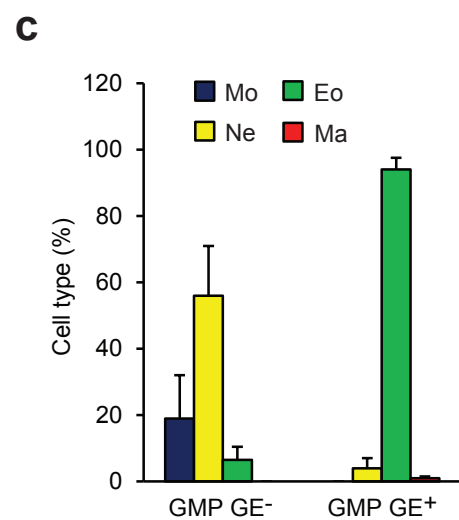 c
120
100
80
60
40
20
0
Cell type (%)
Mo
Eo
Ne
Ma
GMP GE-
GMP GE+